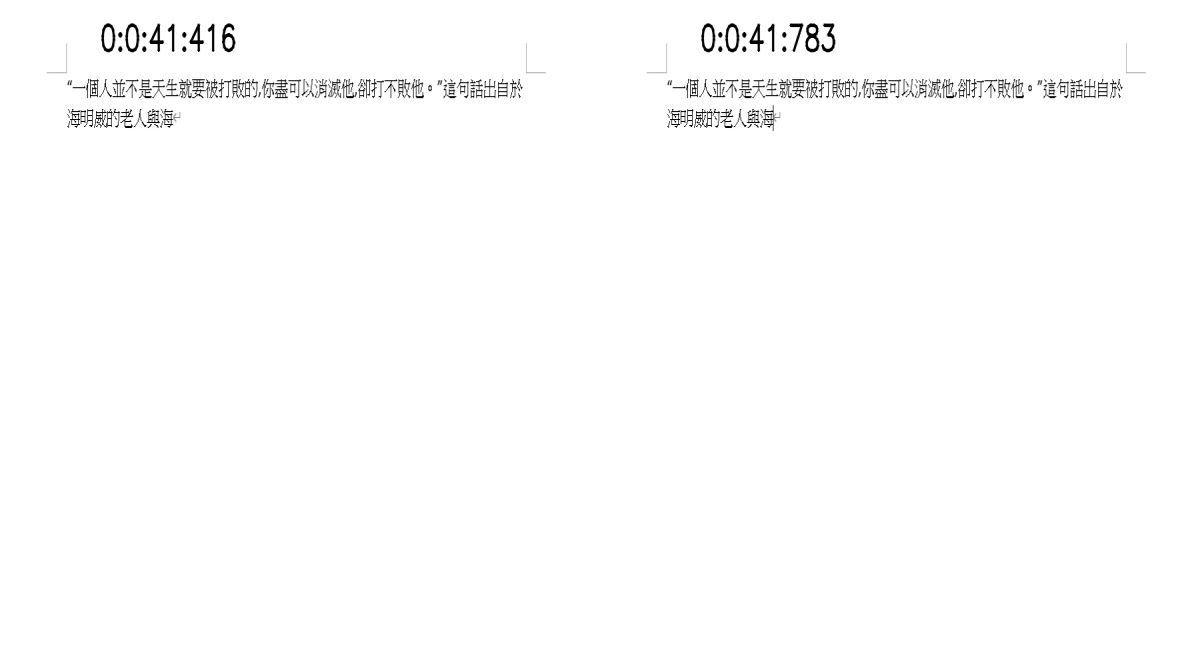 0:0:41:416
“一個人並不是天生就要被打敗的,你盡可以消滅他,卻打不敗他。”這句話出自於
海明威的老人與海
0:0:41:783
“一個人並不是天生就要被打敗的,你盡可以消滅他,卻打不敗他。”這句話出自於
海明威的老人與海